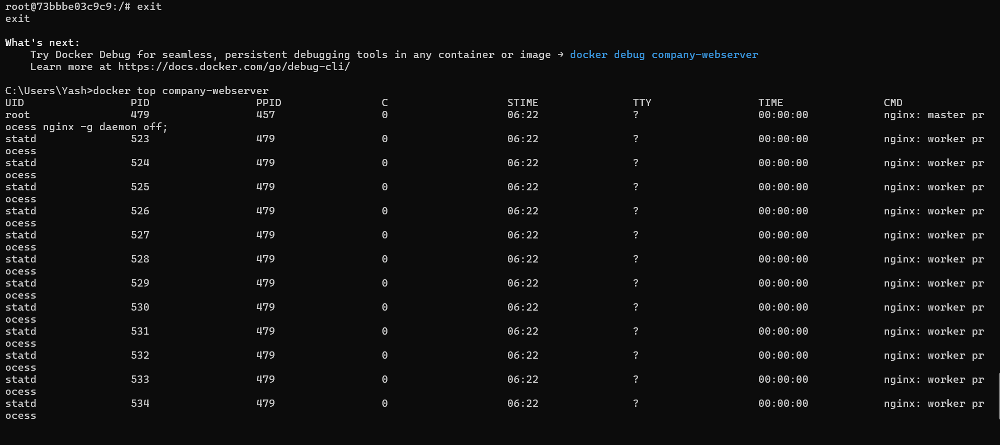 root@73bbbe03c9c9:/# exit
exit
What's next:
    Try Docker Debug for seamless, persistent debugging tools in any container or image → docker debug company-webserver
    Learn more at https://docs.docker.com/go/debug-cli/
C:\Users\Yash>docker top company-webserver
UID                 PID                 PPID                C                   STIME               TTY                 TIME                CMD
root                479                 457                 0                   06:22               ?                   00:00:00            nginx: master pr
ocess nginx -g daemon off;
statd               523                 479                 0                   06:22               ?                   00:00:00            nginx: worker pr
ocess
statd               524                 479                 0                   06:22               ?                   00:00:00            nginx: worker pr
ocess
statd               525                 479                 0                   06:22               ?                   00:00:00            nginx: worker pr
ocess
statd               526                 479                 0                   06:22               ?                   00:00:00            nginx: worker pr
ocess
statd               527                 479                 0                   06:22               ?                   00:00:00            nginx: worker pr
ocess
statd               528                 479                 0                   06:22               ?                   00:00:00            nginx: worker pr
ocess
statd               529                 479                 0                   06:22               ?                   00:00:00            nginx: worker pr
ocess
statd               530                 479                 0                   06:22               ?                   00:00:00            nginx: worker pr
ocess
statd               531                 479                 0                   06:22               ?                   00:00:00            nginx: worker pr
ocess
statd               532                 479                 0                   06:22               ?                   00:00:00            nginx: worker pr
ocess
statd               533                 479                 0                   06:22               ?                   00:00:00            nginx: worker pr
ocess
statd               534                 479                 0                   06:22               ?                   00:00:00            nginx: worker pr
ocess